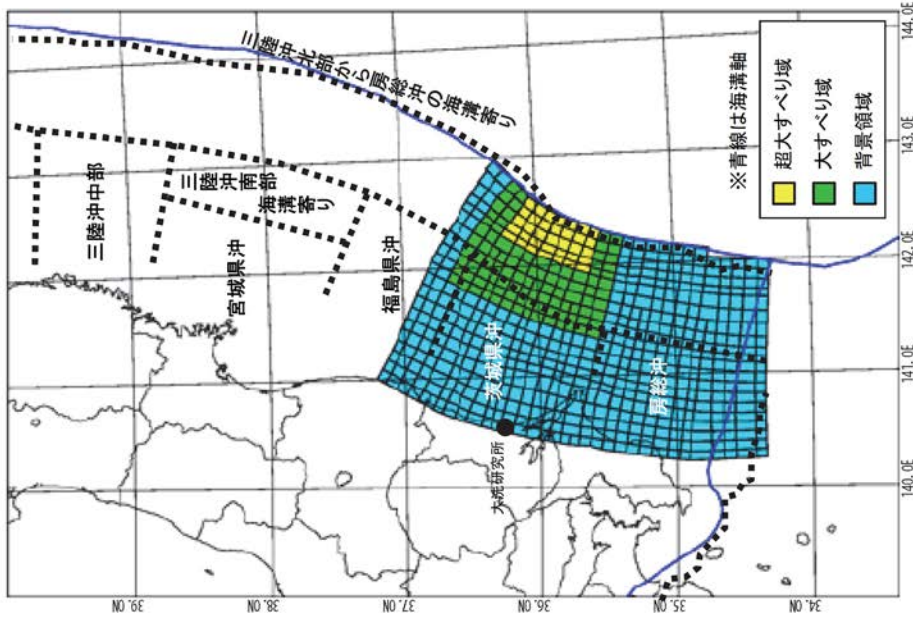 三陸沖北部から房総沖の海溝寄り
三陸沖中部
三陸沖南部
海溝寄り
宮城県沖
福島県沖
茨城県沖
房総沖
大洗研究所
※青線は海溝軸
超大すべり域
大すべり域
背景領域
39.0N
38.0N
37.0N
36.0N
35.0N
34.0N
140.0E
141.0E
142.0E
143.0E
144.0E